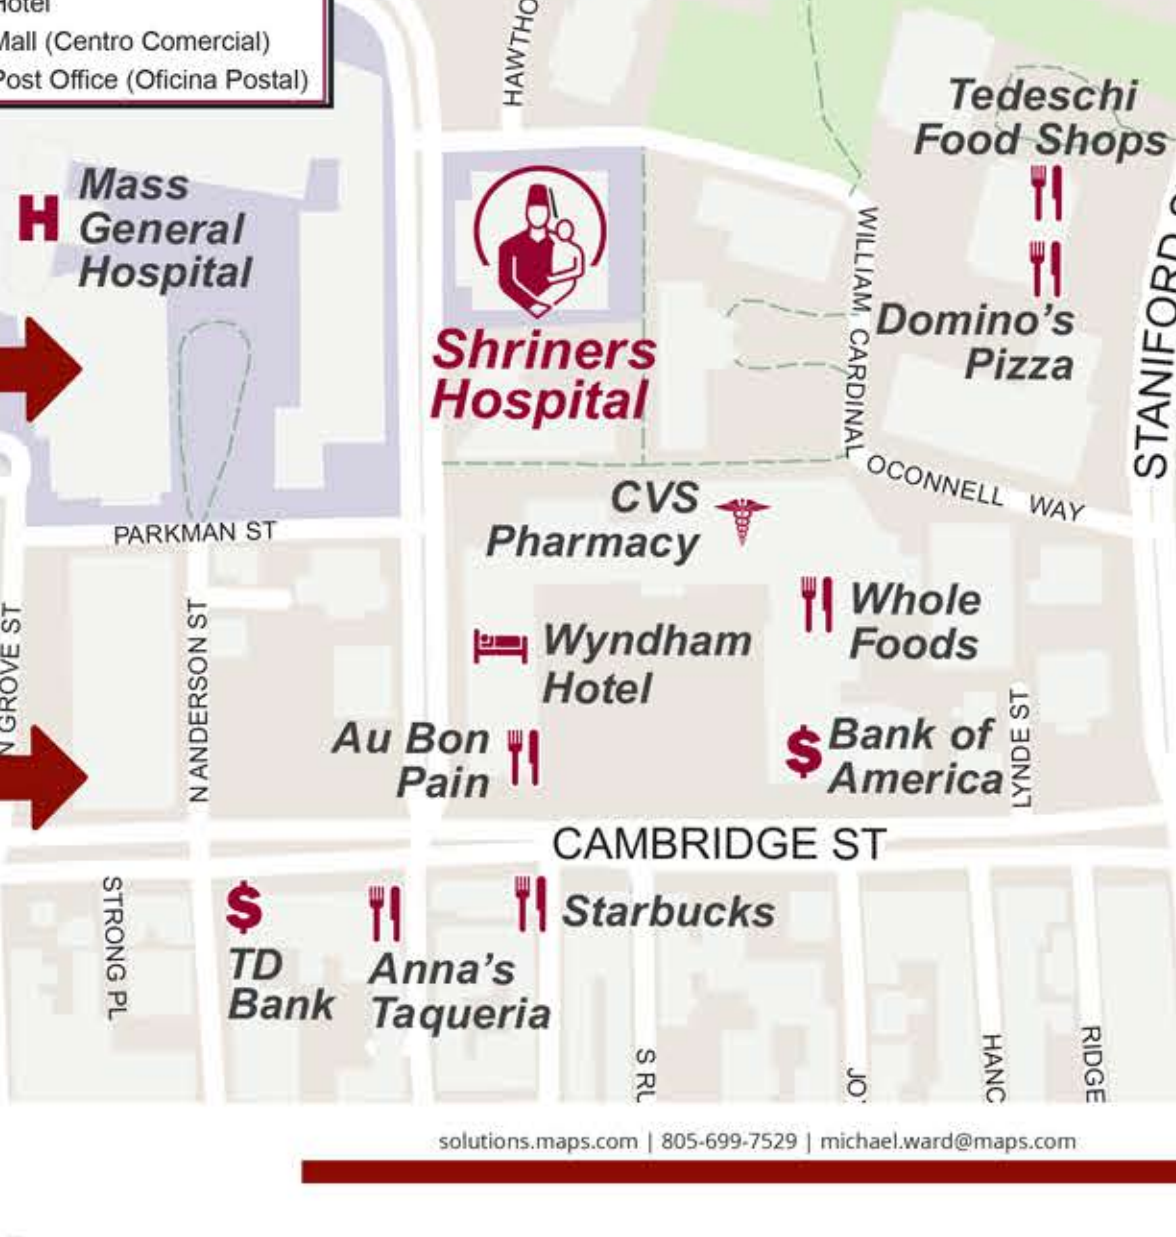 Hotel
Mall (Centro Comercial)
Post Office (Oficina Postal)
Tedeschi
Food Shops
Mass
General
Hospital
WILLIAM CARDINAL
OCONNELL WAY
STANIFORD
Domino's
Pizza
Shriners
Hospital
CVS
Pharmacy
PARKMAN ST
Whole
Foods
N GROVE ST
N ANDERSON ST
Wyndham
Hotel
LYNDE ST
Au Bon
Pain
Bank of
America
CAMBRIDGE ST
STRONG PL
Starbucks
TD
Bank
Anna's
Taqueria
HANC
RIDGE
solutions.maps.com | 805-699-7529 | michael.ward@maps.com